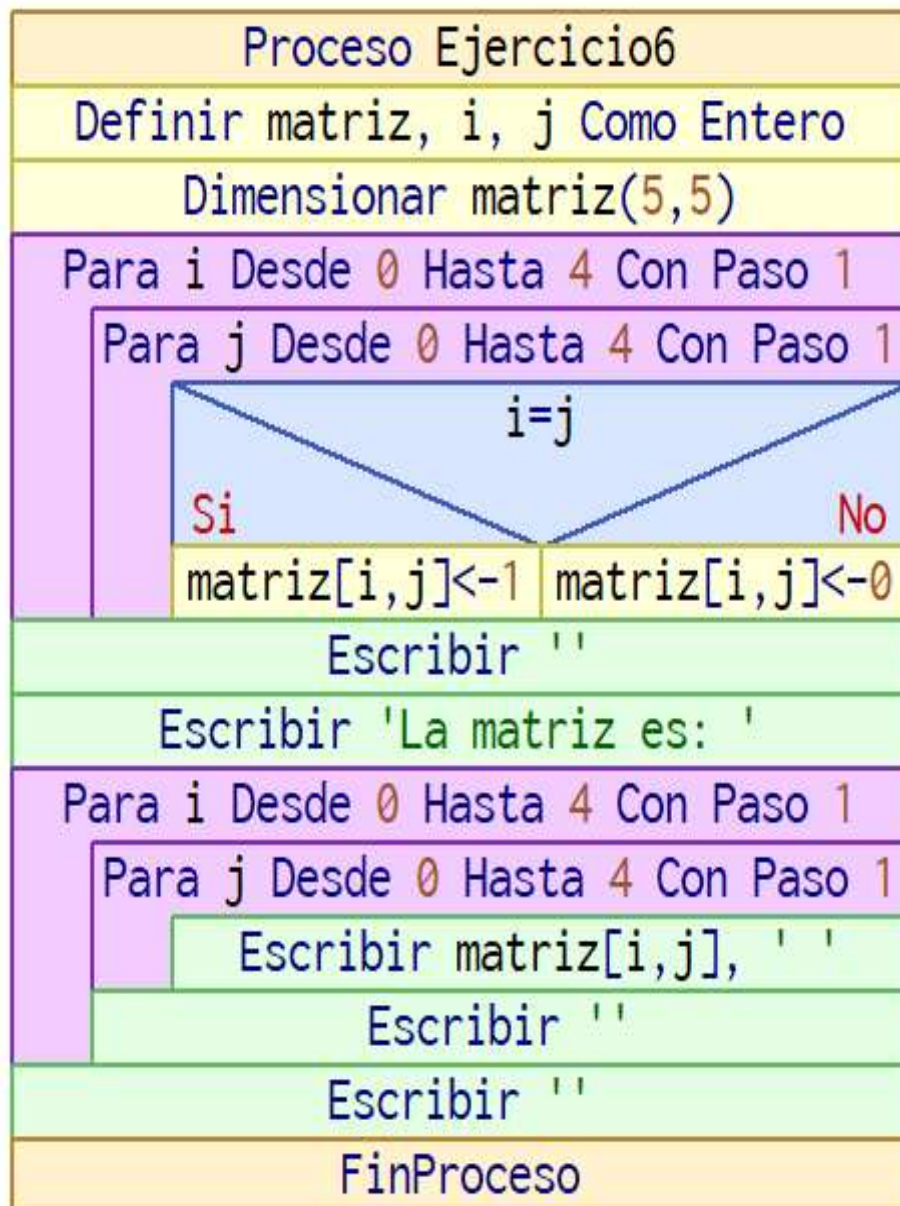 Proceso Ejercicio6
Definir matriz, i, j Como Entero
Dimensionar matriz(5,5)
Para i Desde 0 Hasta 4 Con Paso 1
Para j Desde 0 Hasta 4 Con Paso 1
i=j
Si No
matriz[i,j]<-1 matriz[i,j]<-0
Escribir ''
Escribir 'La matriz es: '
Para i Desde 0 Hasta 4 Con Paso 1
Para j Desde 0 Hasta 4 Con Paso 1
Escribir matriz[i,j], ' '
Escribir ''
Escribir ''
FinProceso